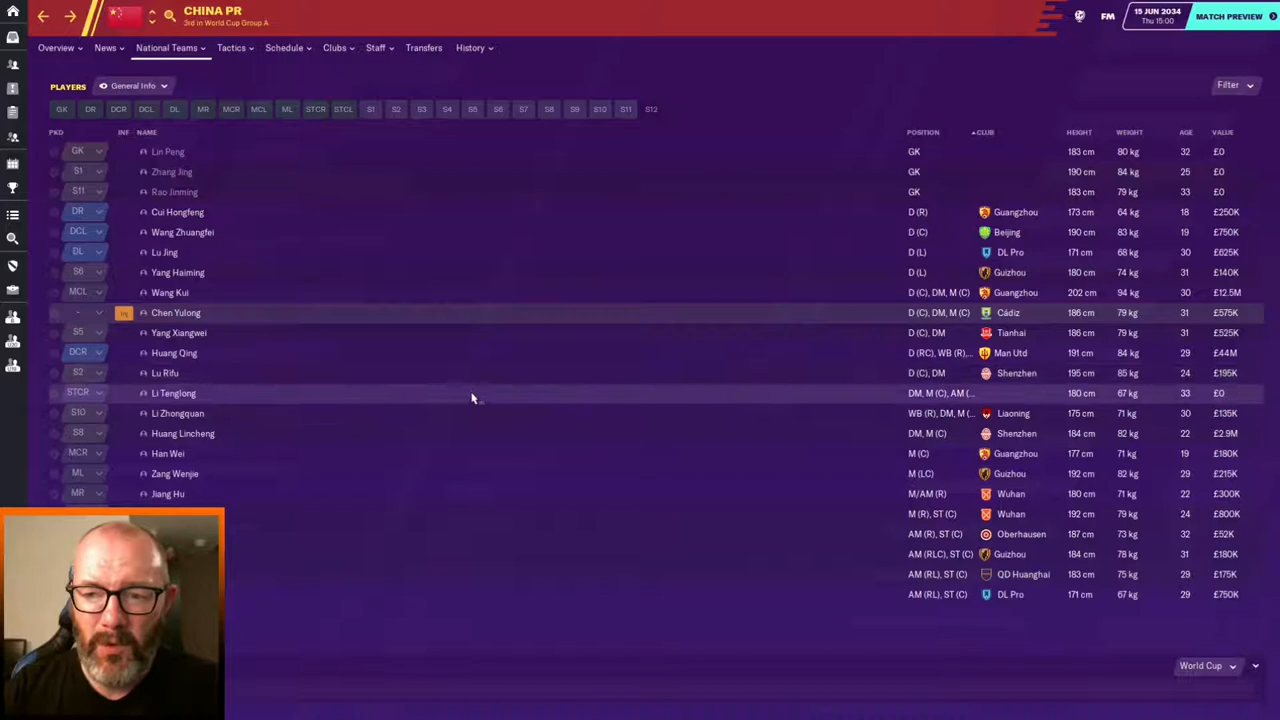 CHINA PR
3rd in World Cup Group A
FM
15 JUN 2034
Thu 15:00
MATCH PREVIEW
Overview News National Teams Tactics Schedule Clubs Staff Transfers History
PLAYERS General Info Filter
GK DR DCR DCL DL MR MCR MCL ML STCR STCL S1 S2 S3 S4 S5 S6 S7 S8 S9 S10 S11 S12
PKD INF NAME POSITION CLUB HEIGHT WEIGHT AGE VALUE
GK Lin Peng GK 183 cm 80 kg 32 £0
S1 Zhang Jing GK 190 cm 84 kg 25 £0
S11 Rao Jinming GK 183 cm 79 kg 33 £0
DR Cui Hongfeng D (R) Guangzhou 173 cm 64 kg 18 £250K
DCL Wang Zhuangfei D (C) Beijing 190 cm 83 kg 19 £750K
DL Lu Jing D (L) DL Pro 171 cm 68 kg 30 £625K
S6 Yang Haiming D (L) Guizhou 180 cm 74 kg 31 £140K
MCL Wang Kui D (C), DM, M (C) Guangzhou 202 cm 94 kg 30 £12.5M
- Inj Chen Yulong D (C), DM, M (C) Cádiz 186 cm 79 kg 31 £575K
S5 Yang Xiangwei D (C), DM Tianhai 186 cm 79 kg 31 £525K
DCR Huang Qing D (RC), WB (R),... Man Utd 191 cm 84 kg 29 £44M
S2 Lu Rifu D (C), DM Shenzhen 195 cm 85 kg 24 £195K
STCR Li Tenglong DM, M (C), AM (... 180 cm 67 kg 33 £0
S10 Li Zhongquan WB (R), DM, M (... Liaoning 175 cm 71 kg 30 £135K
S8 Huang Lincheng DM, M (C) Shenzhen 184 cm 82 kg 22 £2.9M
MCR Han Wei M (C) Guangzhou 177 cm 71 kg 19 £180K
ML Zang Wenjie M (LC) Guizhou 192 cm 82 kg 29 £215K
MR Jiang Hu M/AM (R) Wuhan 180 cm 71 kg 22 £300K
M (R), ST (C) Wuhan 192 cm 79 kg 24 £800K
AM (R), ST (C) Oberhausen 187 cm 73 kg 32 £52K
AM (RLC), ST (C) Guizhou 184 cm 78 kg 31 £180K
AM (RL), ST (C) QD Huanghai 183 cm 75 kg 29 £175K
AM (RL), ST (C) DL Pro 171 cm 67 kg 29 £750K
World Cup